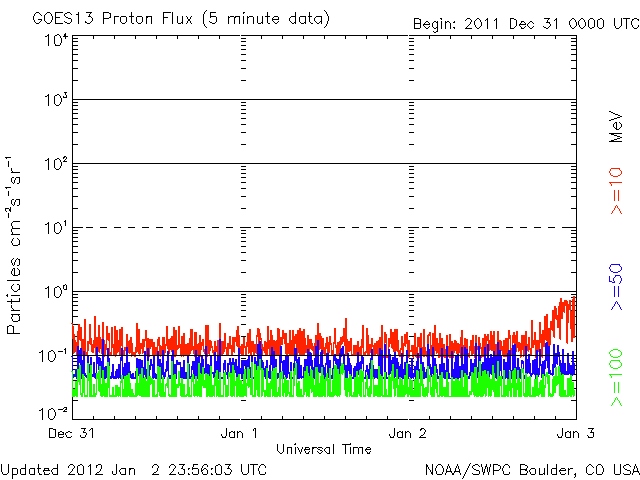 GOES13 Proton Flux (5 minute data)
Begin: 2011 Dec 31 0000 UTC
Particles cm⁻²s⁻¹sr⁻¹
10⁴
10³
10²
10¹
10⁰
10⁻¹
10⁻²
MeV
>=10
>=50
>=100
Dec 31
Jan 1
Jan 2
Jan 3
Universal Time
Updated 2012 Jan 2 23:56:03 UTC
NOAA/SWPC Boulder, CO USA